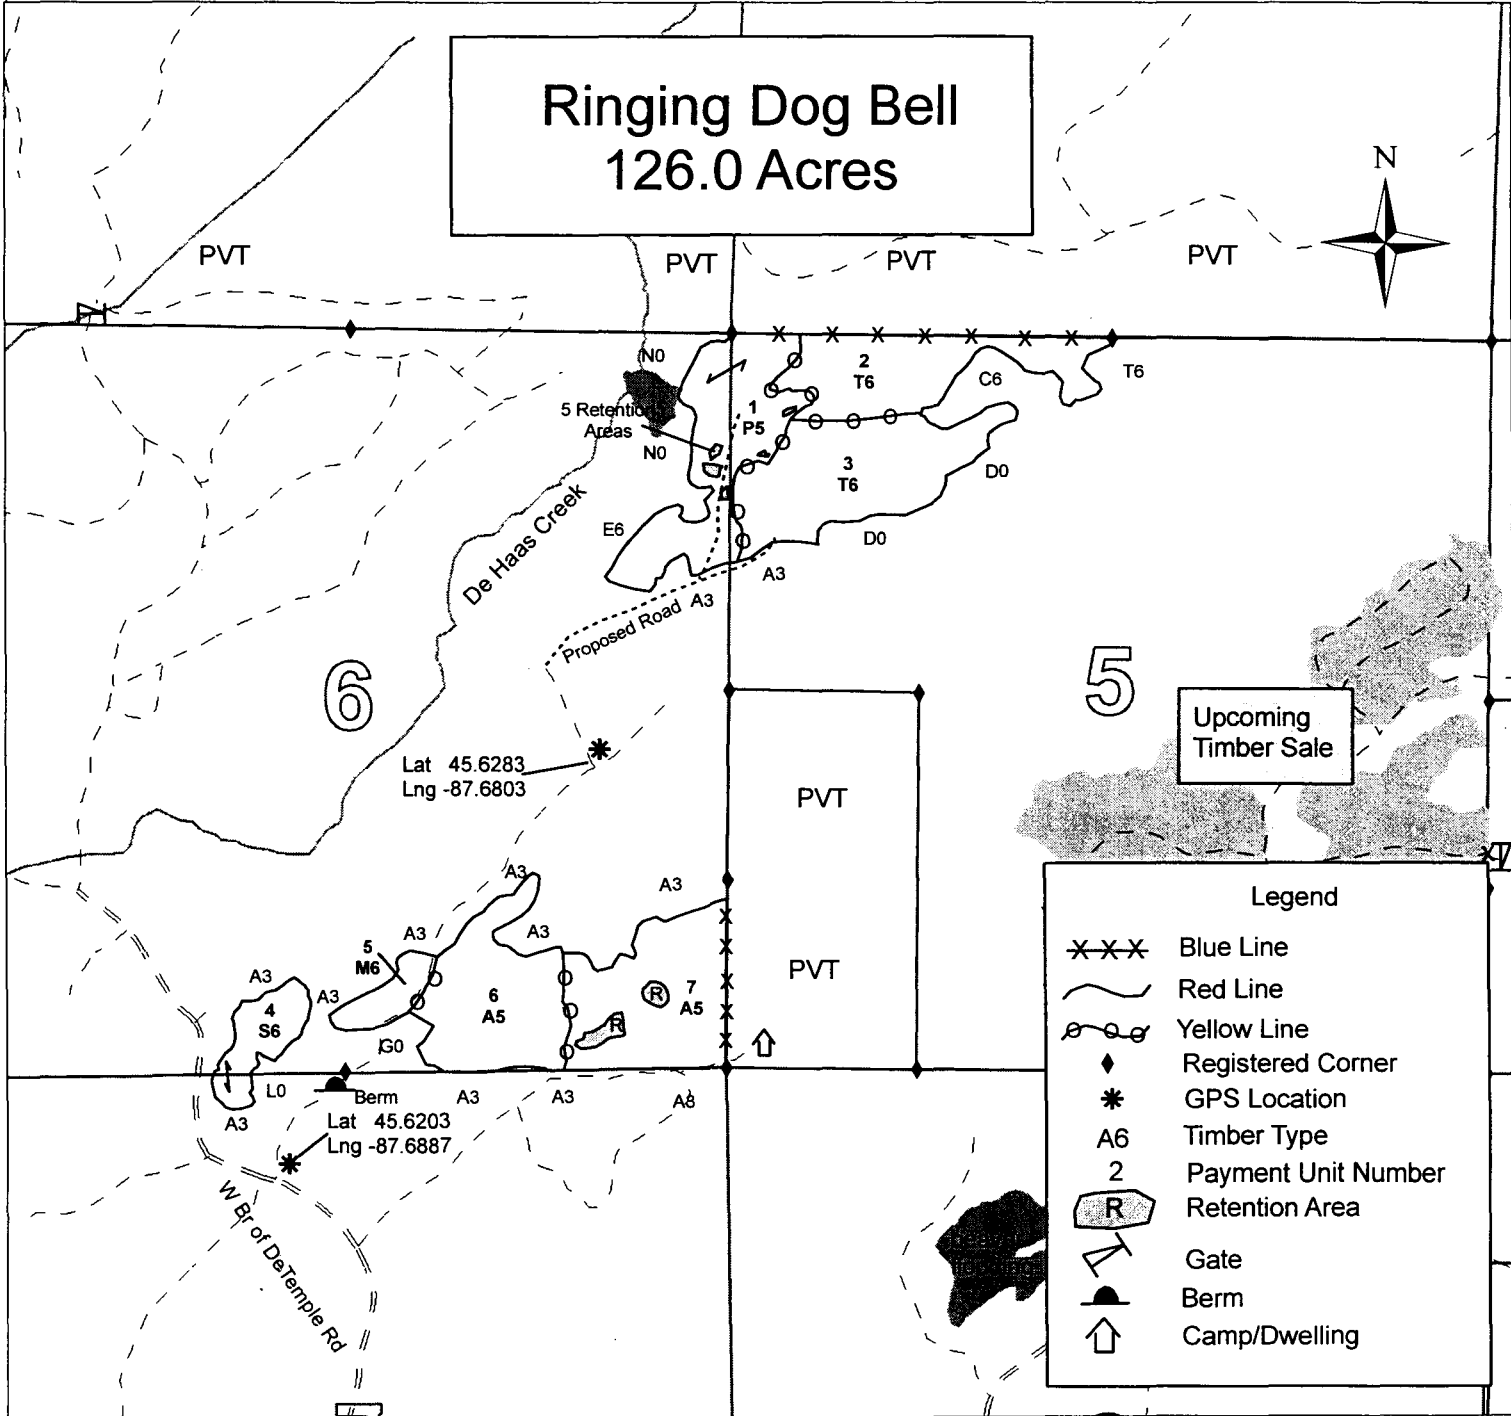 Ringing Dog Bell
126.0 Acres
N
PVT
PVT
PVT
PVT
N0
2
T6
C6
T6
5 Retention
Areas
1
P5
N0
3
T6
D0
E6
D0
De Haas Creek
A3
A3
Proposed Road
6
5
Upcoming
Timber Sale
Lat 45.6283
Lng -87.6803
PVT
A3
A3
A3
A3
5
M6
PVT
A3
A3
4
S6
6
A5
R
7
A5
R
G0
L0
Berm
A3
A3
A8
A3
Lat 45.6203
Lng -87.6887
W Br of DeTemple Rd
Legend
Blue Line
Red Line
Yellow Line
Registered Corner
GPS Location
A6 Timber Type
2 Payment Unit Number
R Retention Area
Gate
Berm
Camp/Dwelling